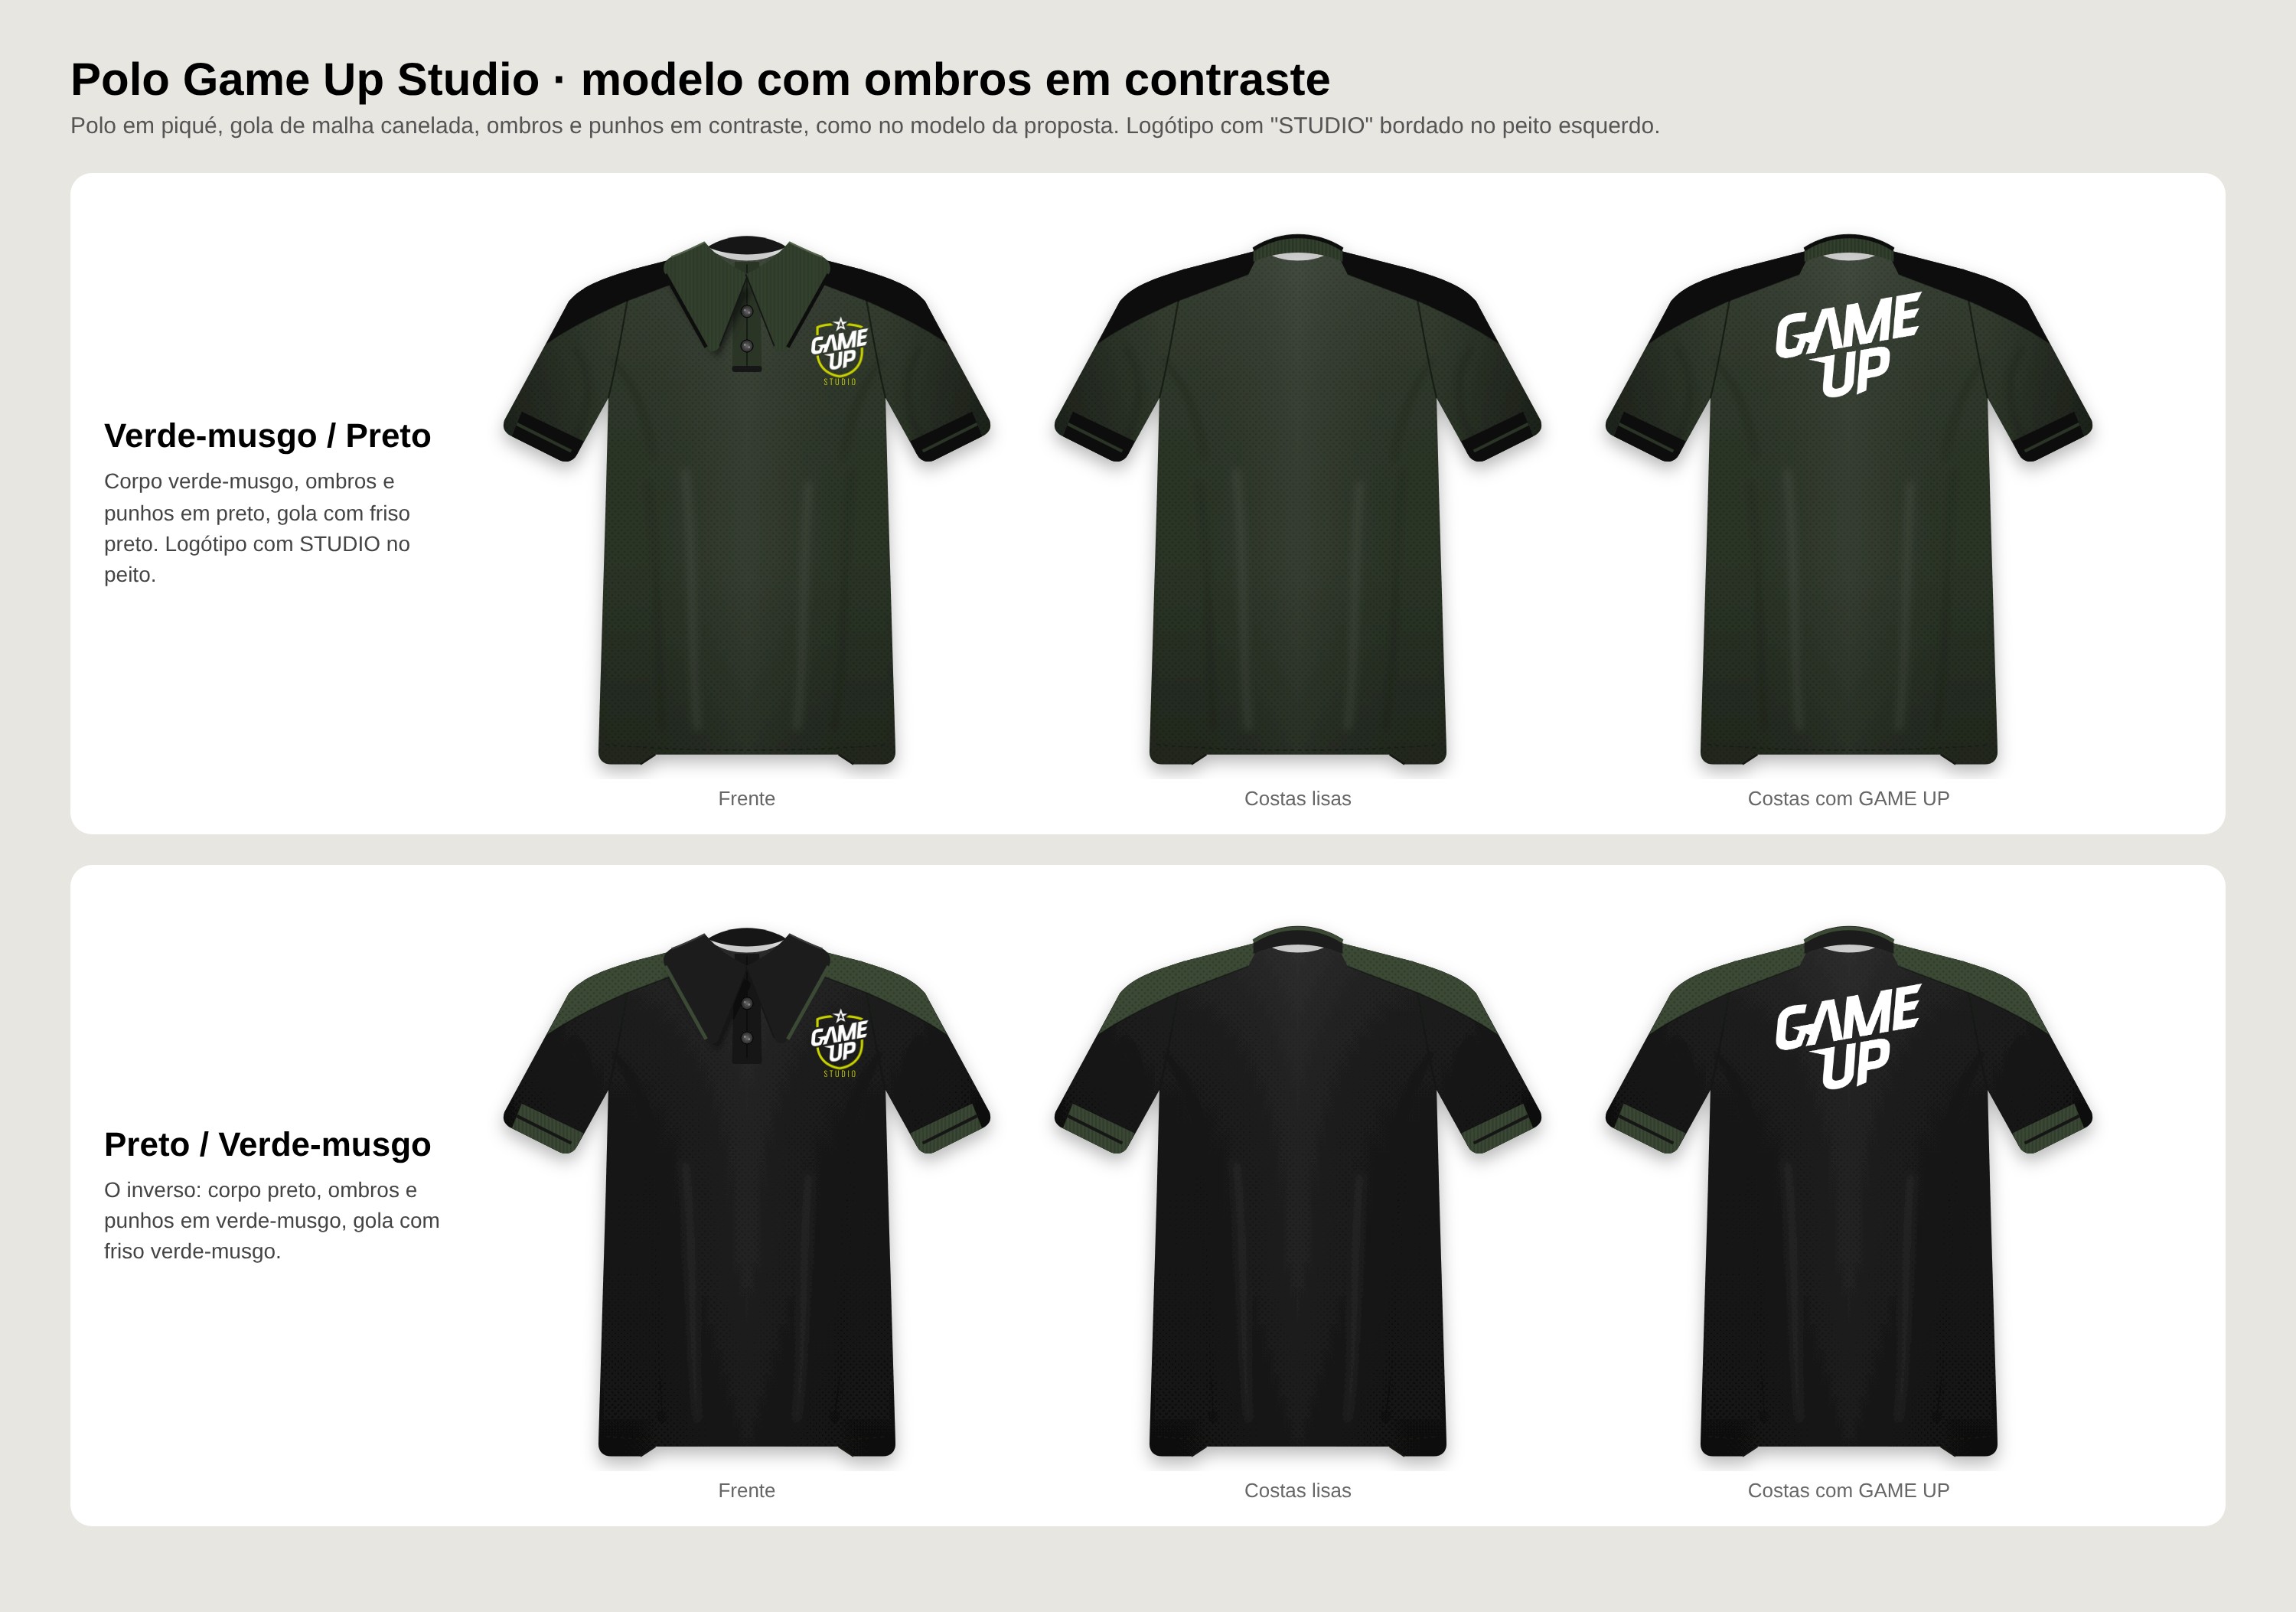 Polo Game Up Studio · modelo com ombros em contraste
Polo em piqué, gola de malha canelada, ombros e punhos em contraste, como no modelo da proposta. Logótipo com "STUDIO" bordado no peito esquerdo.
Verde-musgo / Preto
Corpo verde-musgo, ombros e
punhos em preto, gola com friso
preto. Logótipo com STUDIO no
peito.
GAME
UP
STUDIO
GAME
UP
Frente
Costas lisas
Costas com GAME UP
Preto / Verde-musgo
O inverso: corpo preto, ombros e
punhos em verde-musgo, gola com
friso verde-musgo.
GAME
UP
STUDIO
GAME
UP
Frente
Costas lisas
Costas com GAME UP